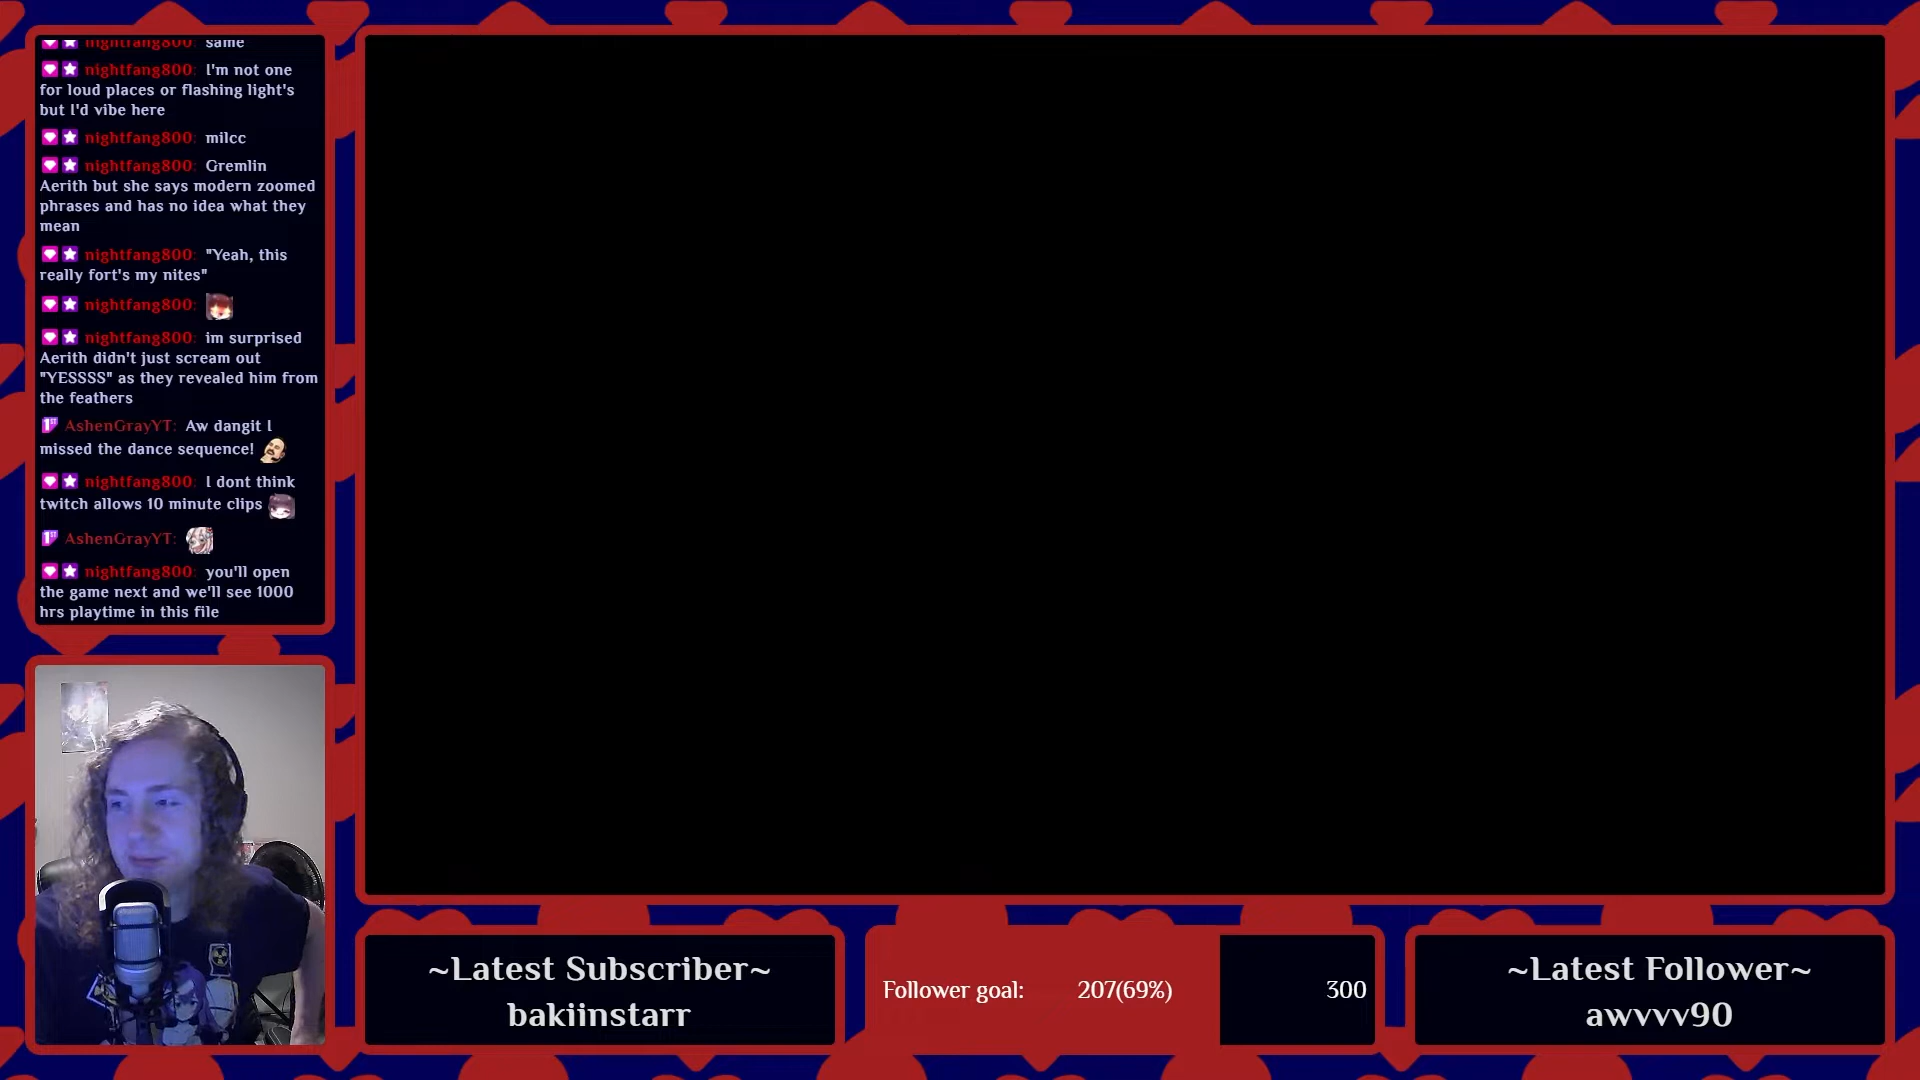 nightfang800: same
nightfang800: I'm not one
for loud places or flashing light's
but I'd vibe here
nightfang800: milcc
nightfang800: Gremlin
Aerith but she says modern zoomed
phrases and has no idea what they
mean
nightfang800: "Yeah, this
really fort's my nites"
nightfang800:
nightfang800: im surprised
Aerith didn't just scream out
"YESSSS" as they revealed him from
the feathers
AshenGrayYT: Aw dangit I
missed the dance sequence!
nightfang800: I dont think
twitch allows 10 minute clips
AshenGrayYT:
nightfang800: you'll open
the game next and we'll see 1000
hrs playtime in this file
~Latest Subscriber~
bakiinstarr
Follower goal: 207(69%) 300
~Latest Follower~
awvvv90